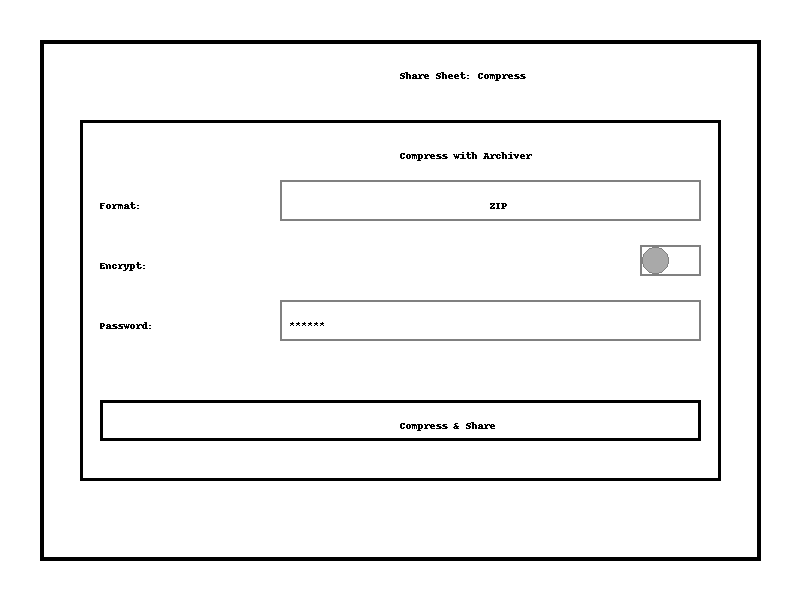 Share Sheet: Compress
Compress with Archiver
Format: ZIP
Encrypt:
Password: ******
Compress & Share